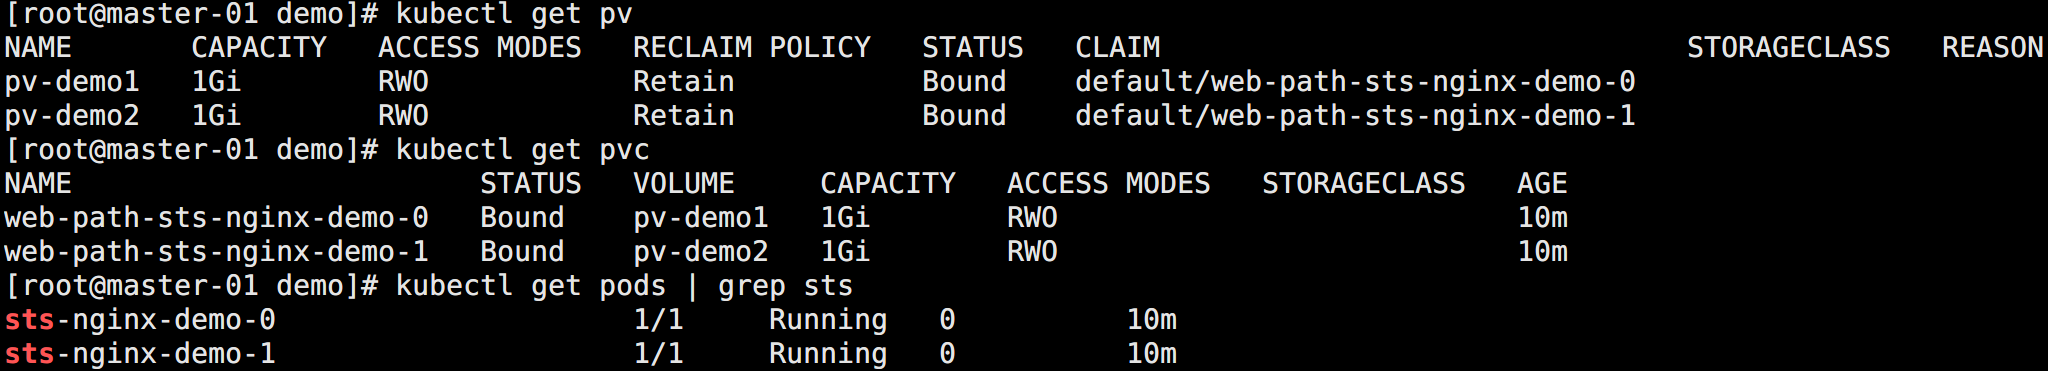 [root@master-01 demo]# kubectl get pv
NAME       CAPACITY   ACCESS MODES   RECLAIM POLICY   STATUS   CLAIM                               STORAGECLASS   REASON
pv-demo1   1Gi        RWO            Retain           Bound    default/web-path-sts-nginx-demo-0
pv-demo2   1Gi        RWO            Retain           Bound    default/web-path-sts-nginx-demo-1
[root@master-01 demo]# kubectl get pvc
NAME                        STATUS   VOLUME     CAPACITY   ACCESS MODES   STORAGECLASS   AGE
web-path-sts-nginx-demo-0   Bound    pv-demo1   1Gi        RWO                           10m
web-path-sts-nginx-demo-1   Bound    pv-demo2   1Gi        RWO                           10m
[root@master-01 demo]# kubectl get pods | grep sts
sts-nginx-demo-0                     1/1     Running   0          10m
sts-nginx-demo-1                     1/1     Running   0          10m